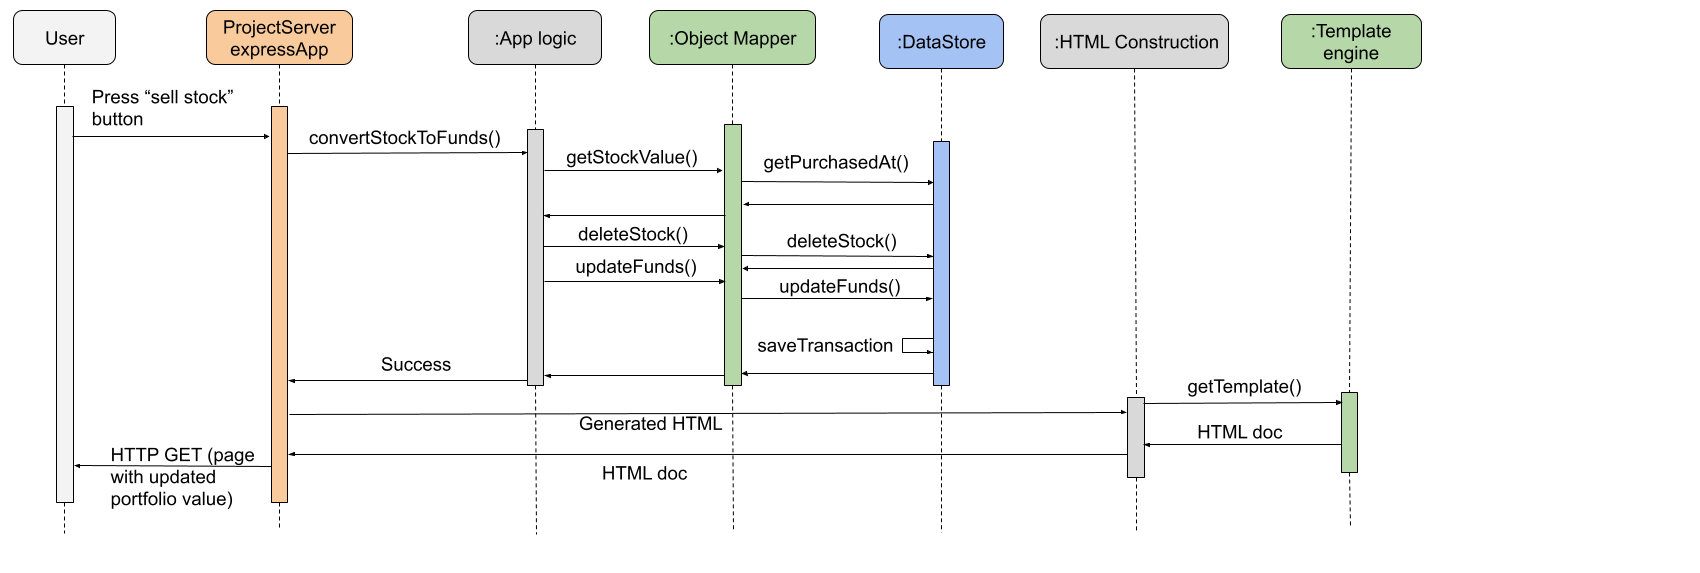 User
ProjectServer
expressApp
:App logic
:Object Mapper
:DataStore
:HTML Construction
:Template
engine
Press “sell stock”
button
convertStockToFunds()
getStockValue()
getPurchasedAt()
deleteStock()
deleteStock()
updateFunds()
updateFunds()
saveTransaction
Success
getTemplate()
Generated HTML
HTML doc
HTTP GET (page
with updated
portfolio value)
HTML doc